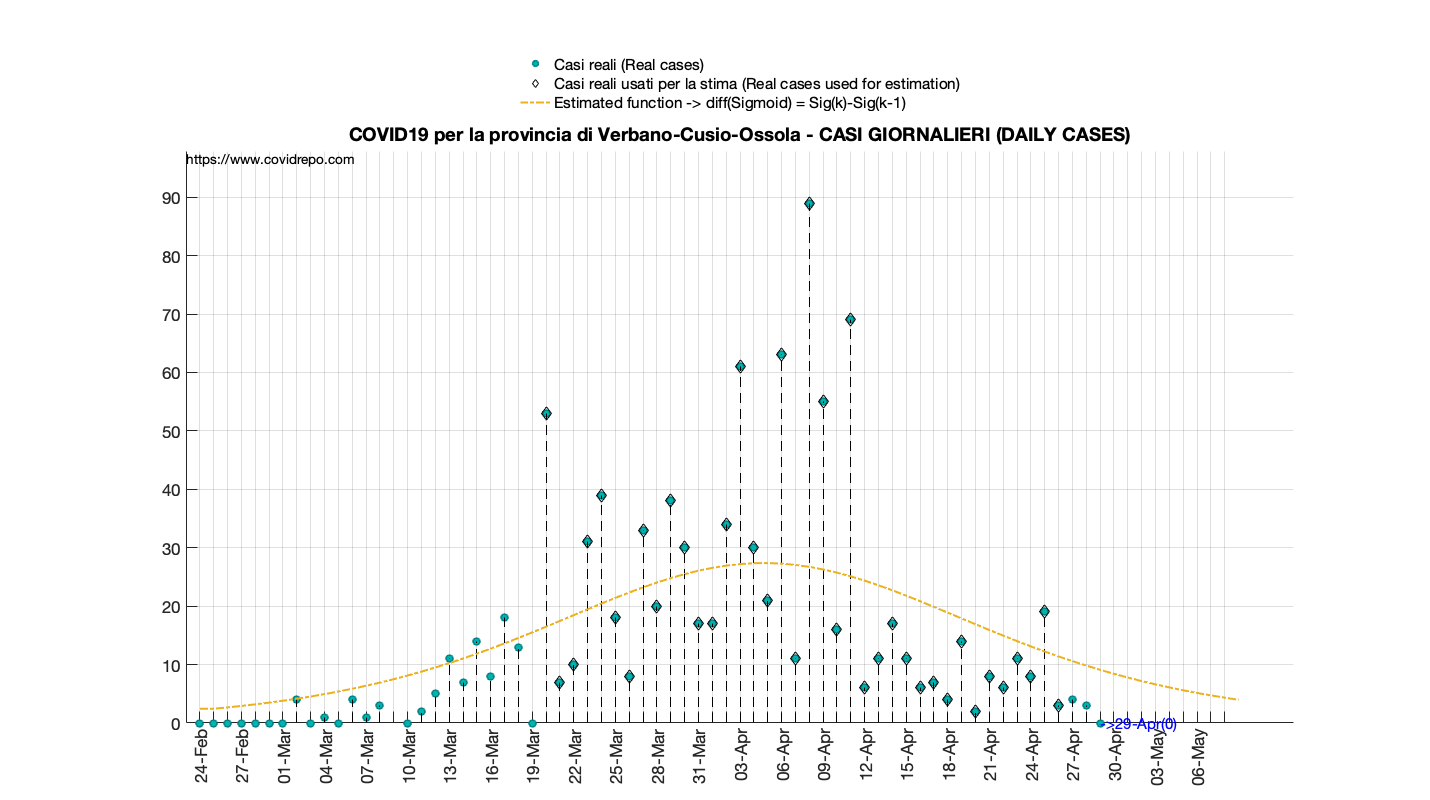 Casi reali (Real cases)
Casi reali usati per la stima (Real cases used for estimation)
Estimated function -> diff(Sigmoid) = Sig(k)-Sig(k-1)
COVID19 per la provincia di Verbano-Cusio-Ossola - CASI GIORNALIERI (DAILY CASES)
https://www.covidrepo.com
90
80
70
60
50
40
30
20
10
0
->29-Apr(0)
24-Feb
27-Feb
01-Mar
04-Mar
07-Mar
10-Mar
13-Mar
16-Mar
19-Mar
22-Mar
25-Mar
28-Mar
31-Mar
03-Apr
06-Apr
09-Apr
12-Apr
15-Apr
18-Apr
21-Apr
24-Apr
27-Apr
30-Apr
03-May
06-May